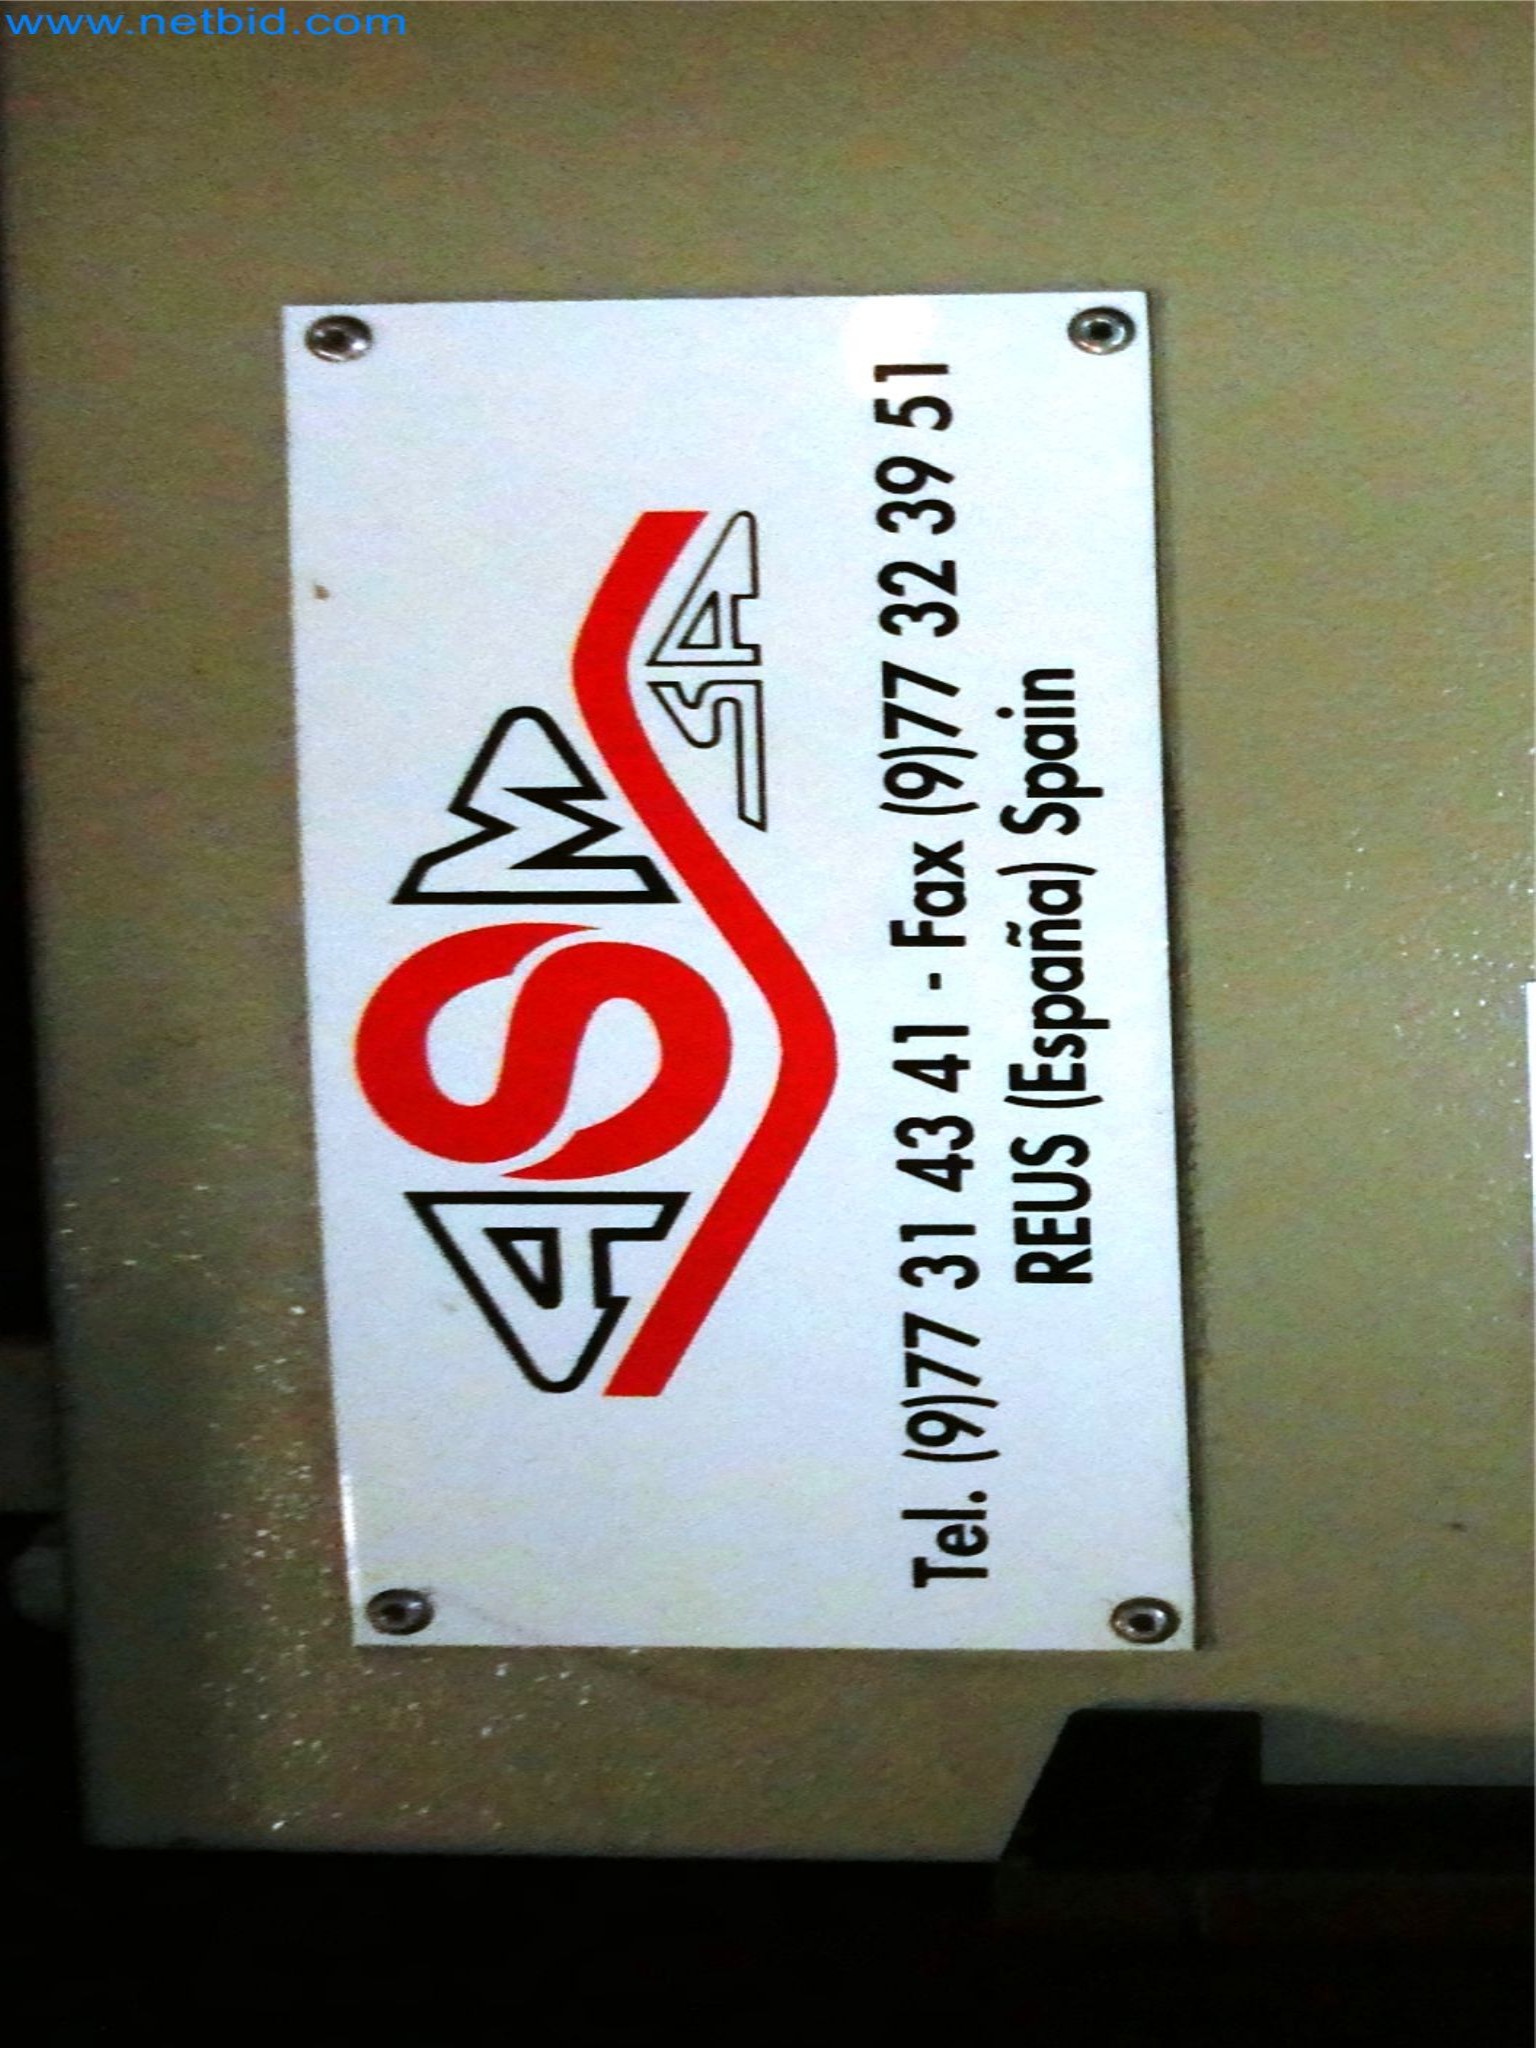 www.netbid.com
ASM
SA
Tel. (9)77 31 43 41 - Fax (9)77 32 39 51
REUS (España) Spain